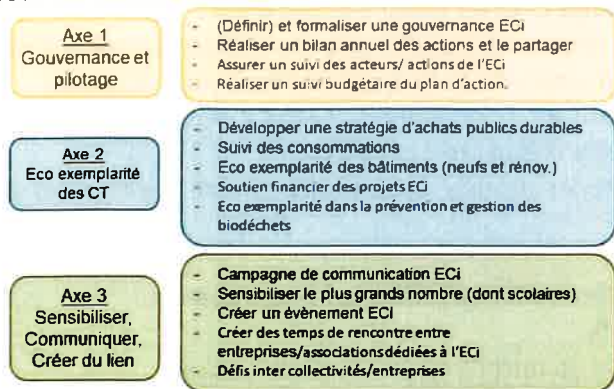 Axe 1
Gouvernance et
pilotage
- (Définir) et formaliser une gouvernance ECi
- Réaliser un bilan annuel des actions et le partager
- Assurer un suivi des acteurs/ actions de l'ECi
- Réaliser un suivi budgétaire du plan d'action.
Axe 2
Eco exemplarité
des CT
- Développer une stratégie d'achats publics durables
- Suivi des consommations
- Eco exemplarité des bâtiments (neufs et rénov.)
- Soutien financier des projets ECi
- Eco exemplarité dans la prévention et gestion des
biodéchets
Axe 3
Sensibiliser,
Communiquer,
Créer du lien
- Campagne de communication ECi
- Sensibiliser le plus grands nombre (dont scolaires)
- Créer un évènement ECI
- Créer des temps de rencontre entre
entreprises/associations dédiées à l'ECi
- Défis inter collectivités/entreprises